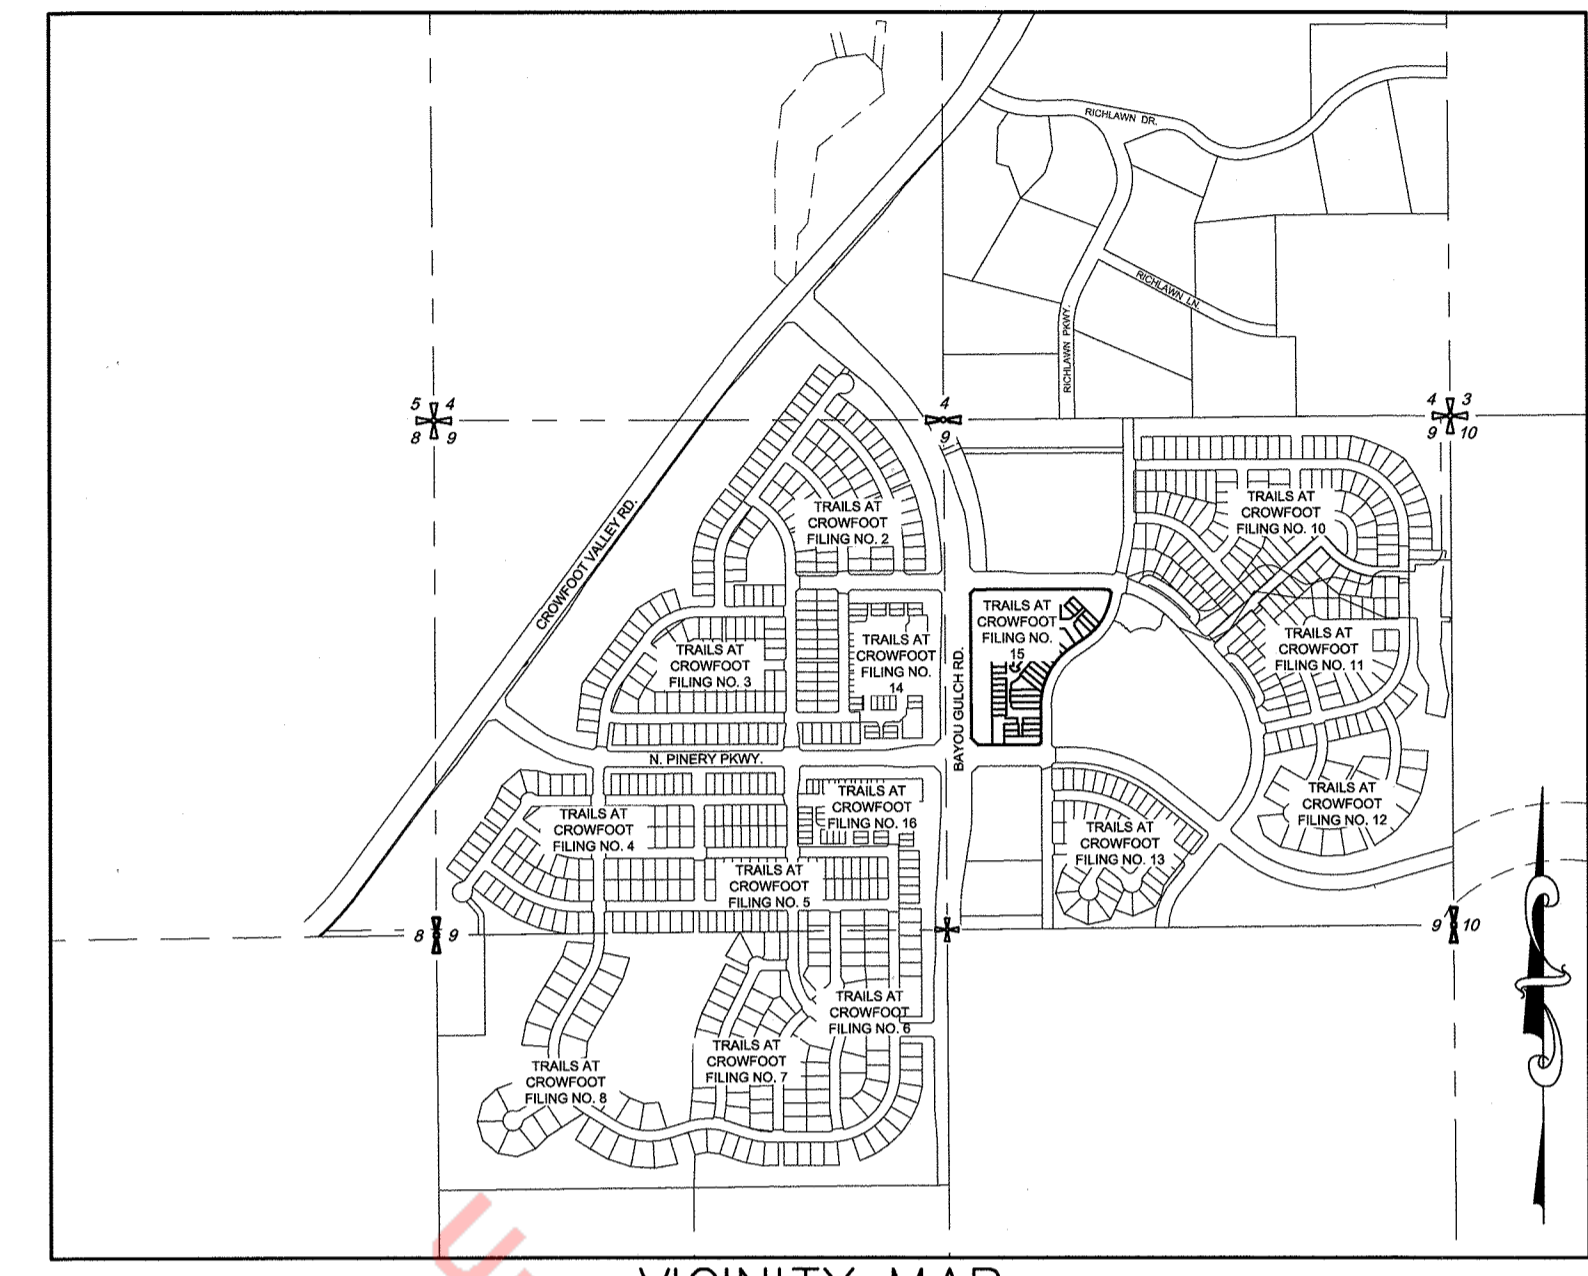 RICHLAWN DR.
RICHLAWN LN.
RICHLAWN PKWY.
5 4
8 9
4
9
4 3
9 10
CROWFOOT VALLEY RD.
TRAILS AT
CROWFOOT
FILING NO. 2
TRAILS AT
CROWFOOT
FILING NO. 10
TRAILS AT
CROWFOOT
FILING NO. 3
TRAILS AT
CROWFOOT
FILING NO.
14
BAYOU GULCH RD.
TRAILS AT
CROWFOOT
FILING NO.
15
TRAILS AT
CROWFOOT
FILING NO. 11
N. PINERY PKWY.
TRAILS AT
CROWFOOT
FILING NO. 4
TRAILS AT
CROWFOOT
FILING NO. 16
TRAILS AT
CROWFOOT
FILING NO. 13
TRAILS AT
CROWFOOT
FILING NO. 12
TRAILS AT
CROWFOOT
FILING NO. 5
8 9
9 10
TRAILS AT
CROWFOOT
FILING NO. 6
TRAILS AT
CROWFOOT
FILING NO. 7
TRAILS AT
CROWFOOT
FILING NO. 8
VICINITY MAP